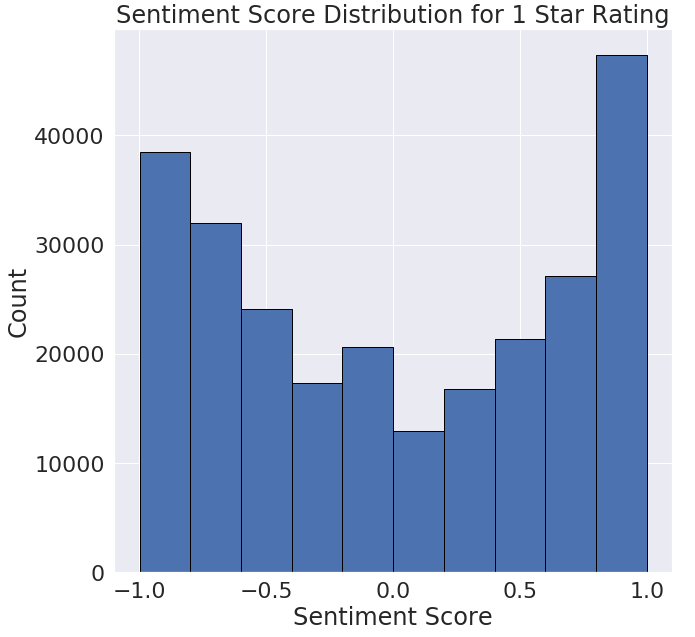 Sentiment Score Distribution for 1 Star Rating
40000
30000
20000
10000
0
Count
−1.0 −0.5 0.0 0.5 1.0
Sentiment Score